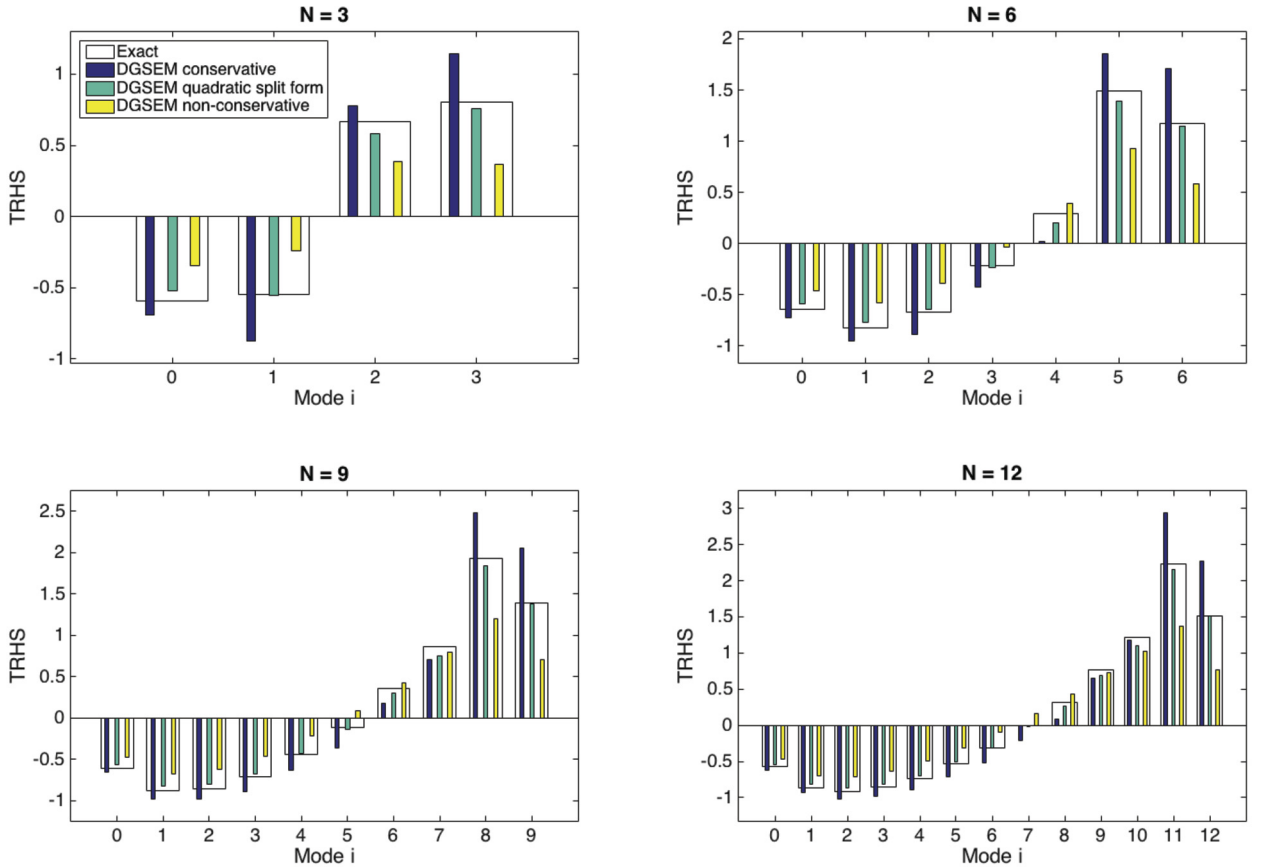 N = 3
TRHS
1
0.5
0
-0.5
-1
Exact
DGSEM conservative
DGSEM quadratic split form
DGSEM non-conservative
0 1 2 3
Mode i
N = 6
TRHS
2
1.5
1
0.5
0
-0.5
-1
0 1 2 3 4 5 6
Mode i
N = 9
TRHS
2.5
2
1.5
1
0.5
0
-0.5
-1
0 1 2 3 4 5 6 7 8 9
Mode i
N = 12
TRHS
3
2.5
2
1.5
1
0.5
0
-0.5
-1
0 1 2 3 4 5 6 7 8 9 10 11 12
Mode i